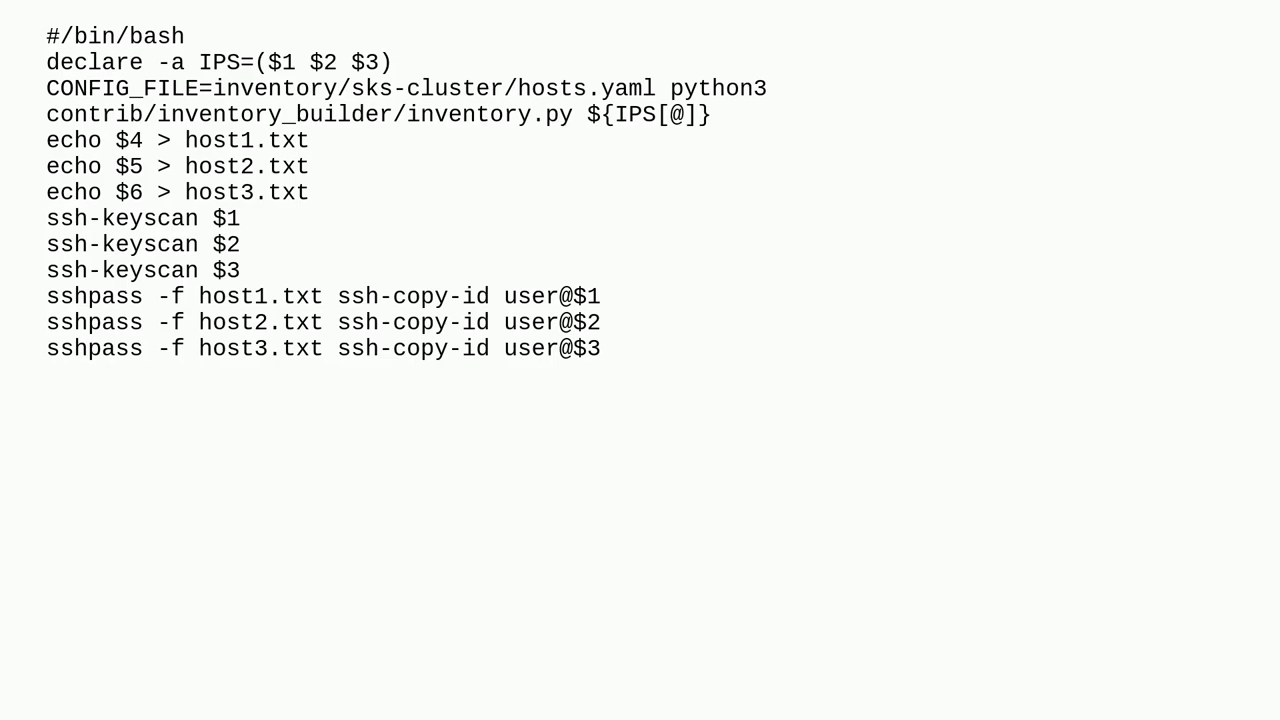 #/bin/bash
declare -a IPS=($1 $2 $3)
CONFIG_FILE=inventory/sks-cluster/hosts.yaml python3
contrib/inventory_builder/inventory.py ${IPS[@]}
echo $4 > host1.txt
echo $5 > host2.txt
echo $6 > host3.txt
ssh-keyscan $1
ssh-keyscan $2
ssh-keyscan $3
sshpass -f host1.txt ssh-copy-id user@$1
sshpass -f host2.txt ssh-copy-id user@$2
sshpass -f host3.txt ssh-copy-id user@$3